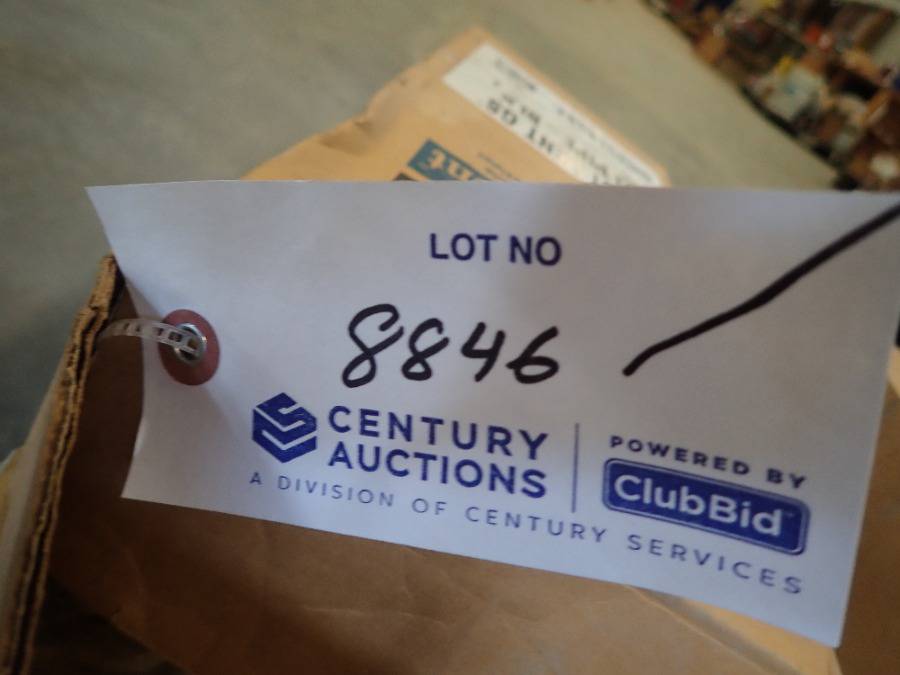 LOT NO
8846
CENTURY
AUCTIONS
A DIVISION OF CENTURY SERVICES
POWERED BY
ClubBid